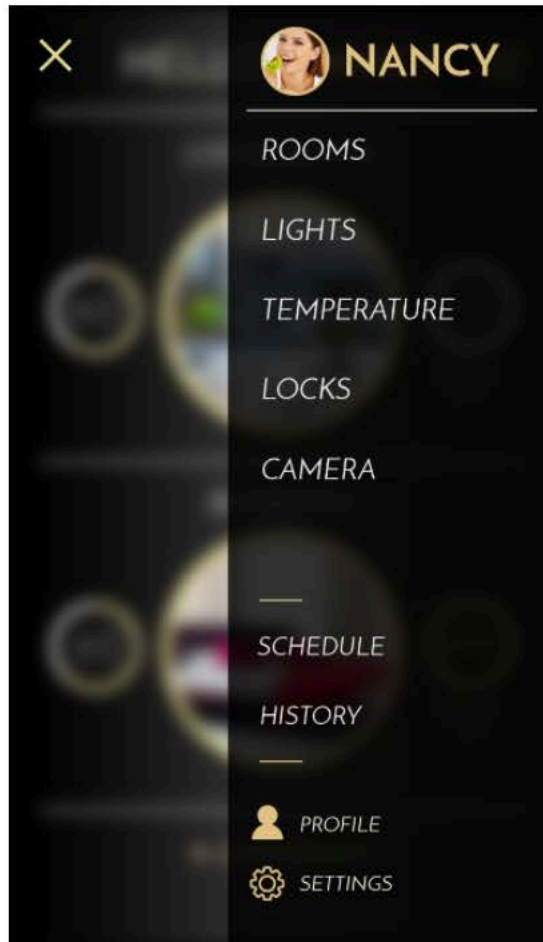 NANCY
ROOMS
LIGHTS
TEMPERATURE
LOCKS
CAMERA
SCHEDULE
HISTORY
PROFILE
SETTINGS